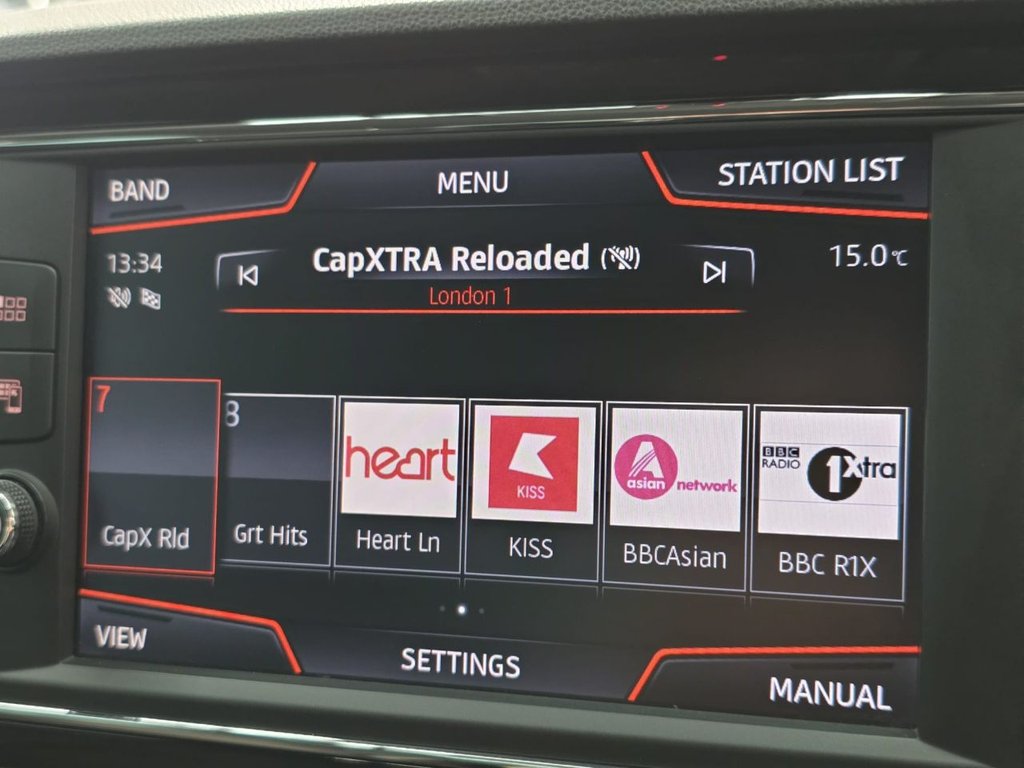 BAND
MENU
STATION LIST
13:34
CapXTRA Reloaded
15.0°C
London 1
7
8
heart
KISS
asian network
BBC
RADIO
1Xtra
CapX Rld
Grt Hits
Heart Ln
KISS
BBCAsian
BBC R1X
VIEW
SETTINGS
MANUAL